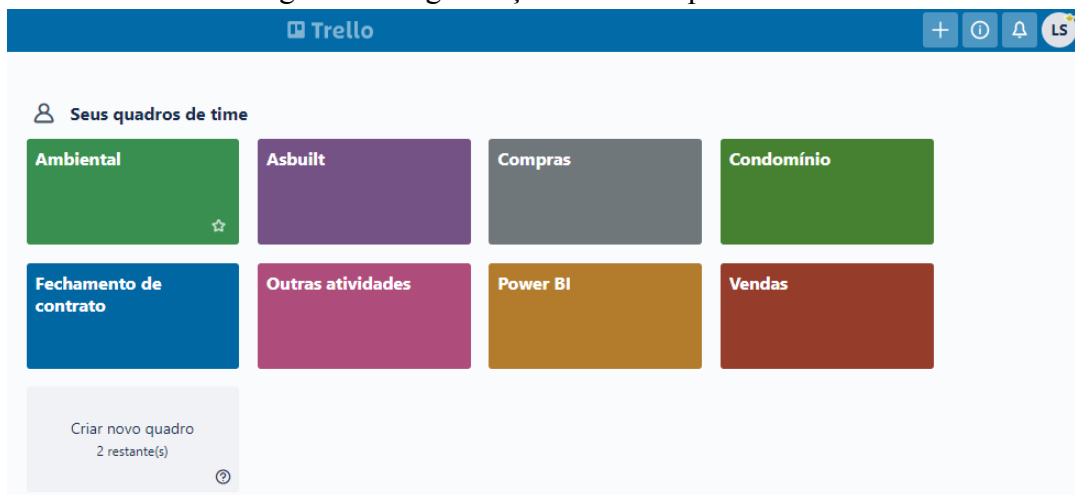 Trello
LS
Seus quadros de time
Ambiental
Asbuilt
Compras
Condomínio
Fechamento de
contrato
Outras atividades
Power BI
Vendas
Criar novo quadro
2 restante(s)